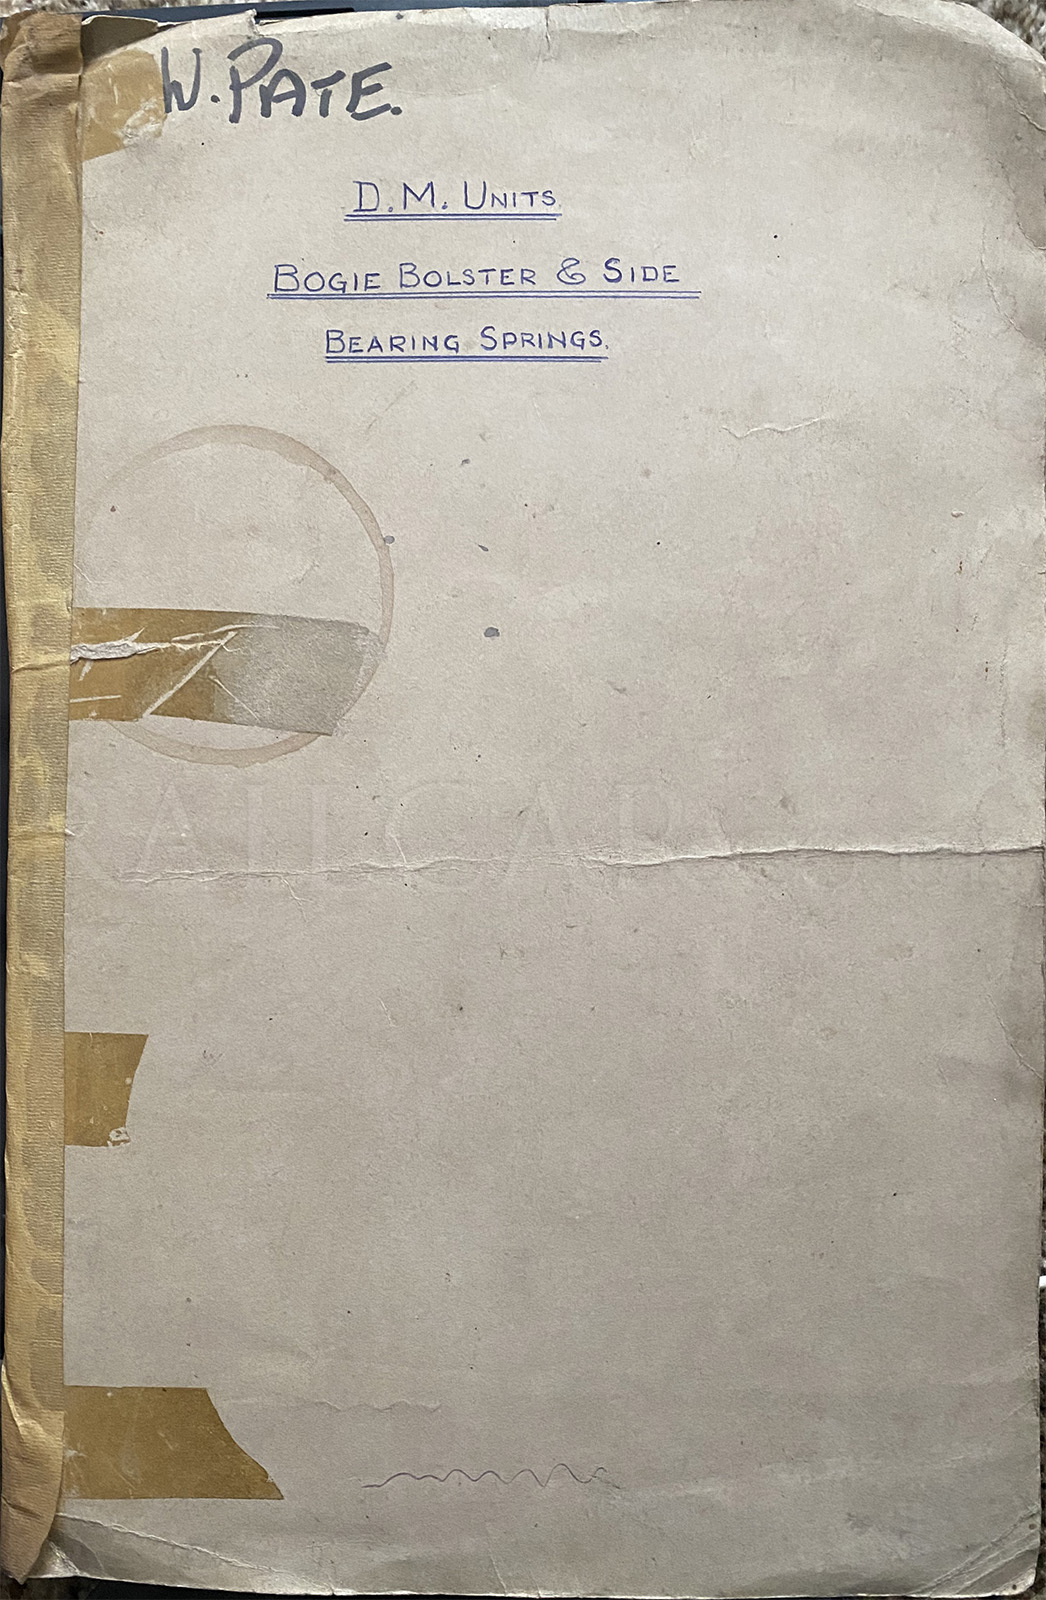 W. PATE.
D.M. UNITS
BOGIE BOLSTER & SIDE
BEARING SPRINGS.